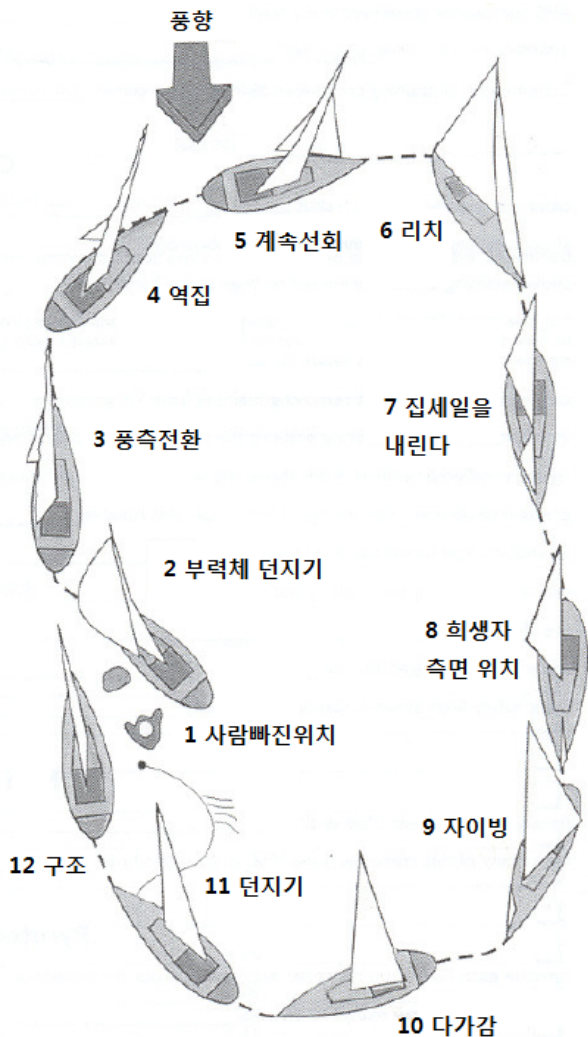 풍향
5 계속선회
6 리치
4 역집
7 집세일을
내린다
3 풍측전환
2 부력체 던지기
8 희생자
측면 위치
1 사람빠진위치
9 자이빙
12 구조
11 던지기
10 다가감